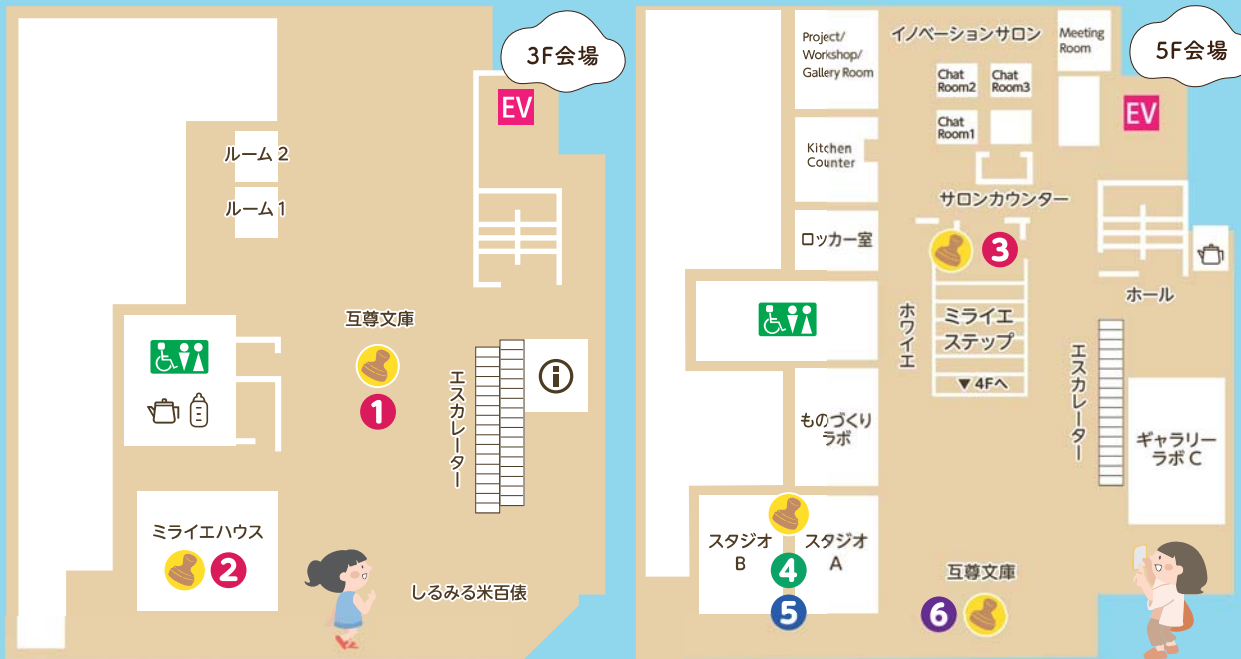 3F会場
EV
ルーム2
ルーム1
互尊文庫
1
エスカレーター
ミライエハウス
2
しるみる米百俵
5F会場
Project/
Workshop/
Gallery Room
イノベーションサロン
Meeting
Room
Chat
Room2
Chat
Room3
Chat
Room1
EV
Kitchen
Counter
サロンカウンター
ロッカー室
3
ホール
ホワイエ
ミライエ
ステップ
▼4Fへ
エスカレーター
ものづくり
ラボ
ギャラリー
ラボC
スタジオ
B
スタジオ
A
4
5
互尊文庫
6